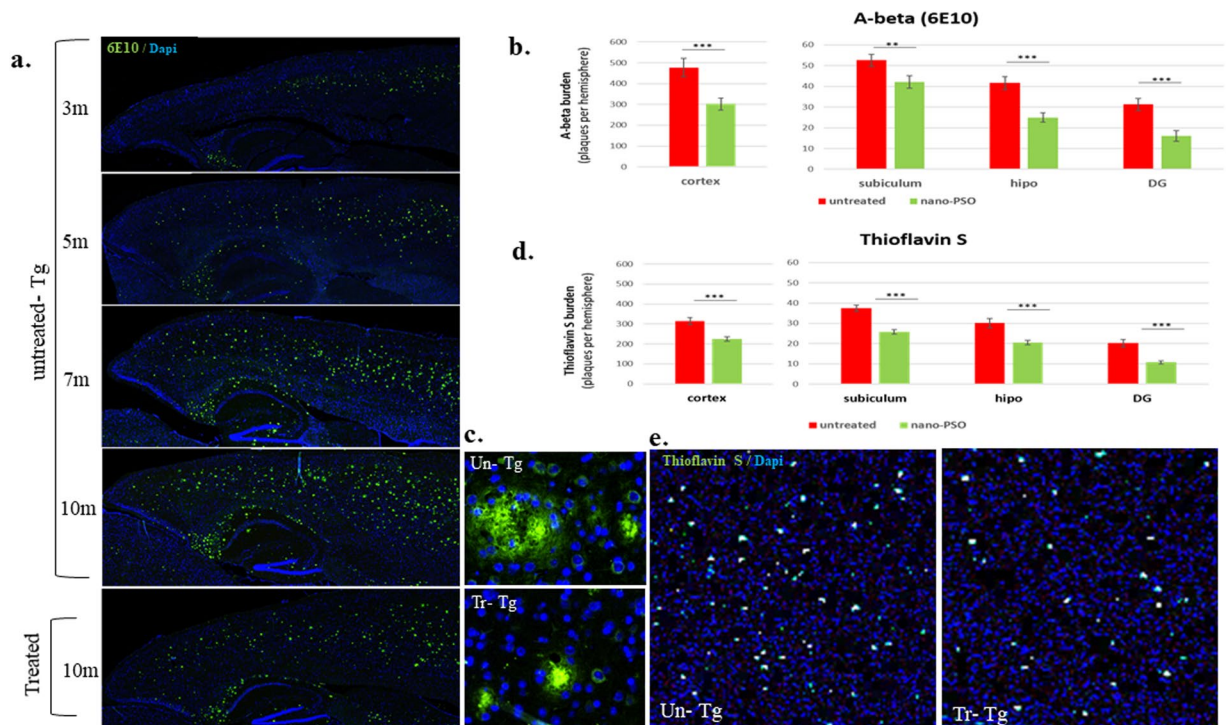 a.
6E10 / Dapi
3m
5m
7m
10m
untreated- Tg
10m
Treated
b.
A-beta (6E10)
A-beta burden
(plaques per hemisphere)
600
500
400
300
200
100
0
***
cortex
60
50
40
30
20
10
0
**
***
***
subiculum
hipo
DG
untreated
nano-PSO
d.
Thioflavin S
Thioflavin S burden
(plaques per hemisphere)
600
500
400
300
200
100
0
***
cortex
60
50
40
30
20
10
0
***
***
***
subiculum
hipo
DG
untreated
nano-PSO
c.
Un- Tg
Tr- Tg
e.
Thioflavin S / Dapi
Un- Tg
Tr- Tg